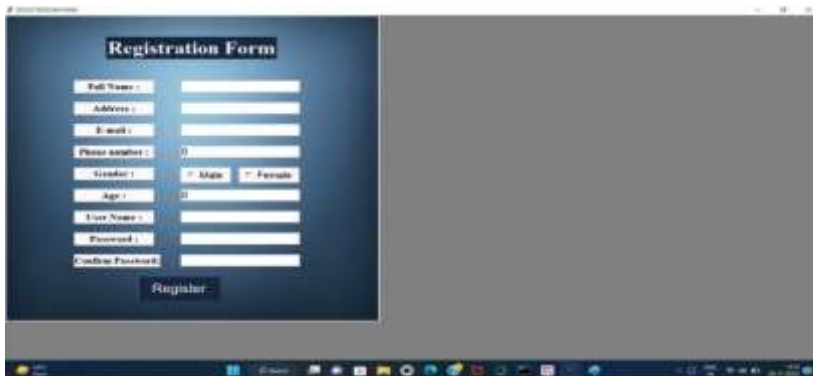 Registration Form
Full Name :
Address :
E-mail :
Phone number : 0
Gender : Male Female
Age : 0
User Name :
Password :
Confirm Password:
Register